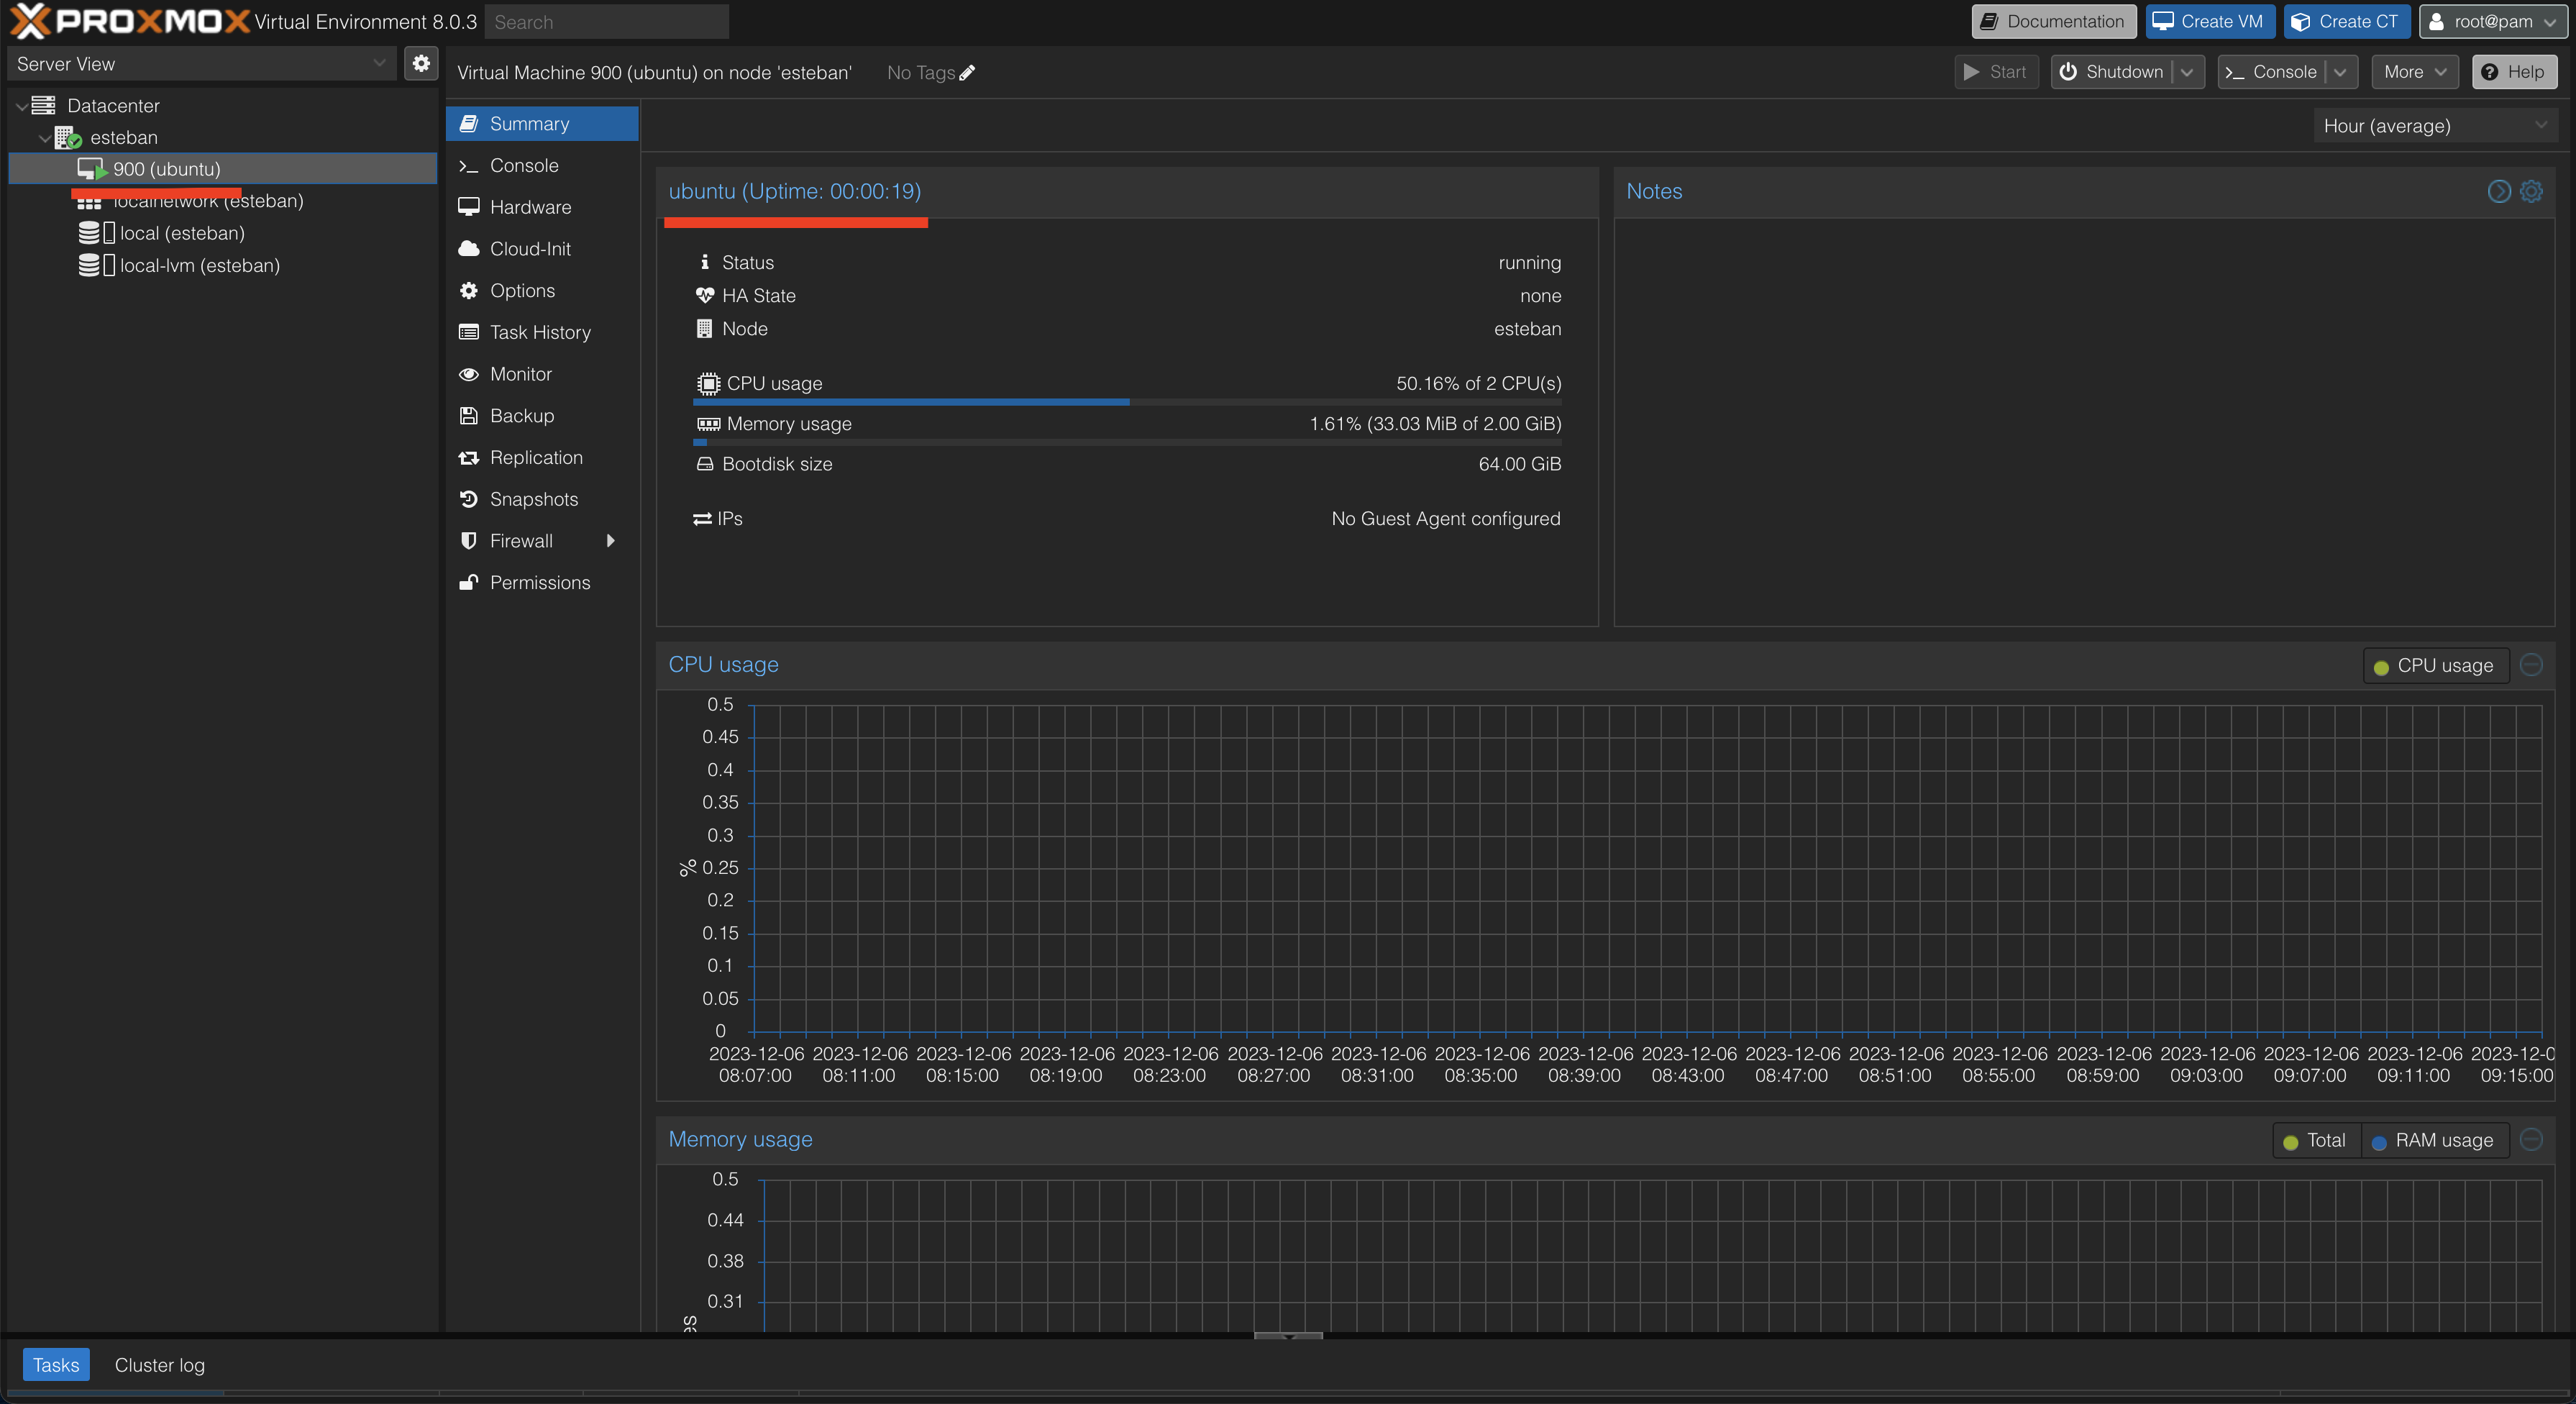 PROXMOX Virtual Environment 8.0.3 Search Documentation Create VM Create CT root@pam
Server View
Virtual Machine 900 (ubuntu) on node 'esteban' No Tags Start Shutdown Console More Help
Datacenter
esteban
900 (ubuntu)
localnetwork (esteban)
local (esteban)
local-lvm (esteban)
Summary
Console
Hardware
Cloud-Init
Options
Task History
Monitor
Backup
Replication
Snapshots
Firewall
Permissions
Hour (average)
ubuntu (Uptime: 00:00:19)
Status running
HA State none
Node esteban
CPU usage 50.16% of 2 CPU(s)
Memory usage 1.61% (33.03 MiB of 2.00 GiB)
Bootdisk size 64.00 GiB
IPs No Guest Agent configured
Notes
CPU usage CPU usage
0.5
0.45
0.4
0.35
0.3
% 0.25
0.2
0.15
0.1
0.05
0
2023-12-06 2023-12-06 2023-12-06 2023-12-06 2023-12-06 2023-12-06 2023-12-06 2023-12-06 2023-12-06 2023-12-06 2023-12-06 2023-12-06 2023-12-06 2023-12-06 2023-12-06 2023-12-06 2023-12-06 2023-12-0
08:07:00 08:11:00 08:15:00 08:19:00 08:23:00 08:27:00 08:31:00 08:35:00 08:39:00 08:43:00 08:47:00 08:51:00 08:55:00 08:59:00 09:03:00 09:07:00 09:11:00 09:15:00
Memory usage Total RAM usage
0.5
0.44
0.38
0.31
es
Tasks Cluster log